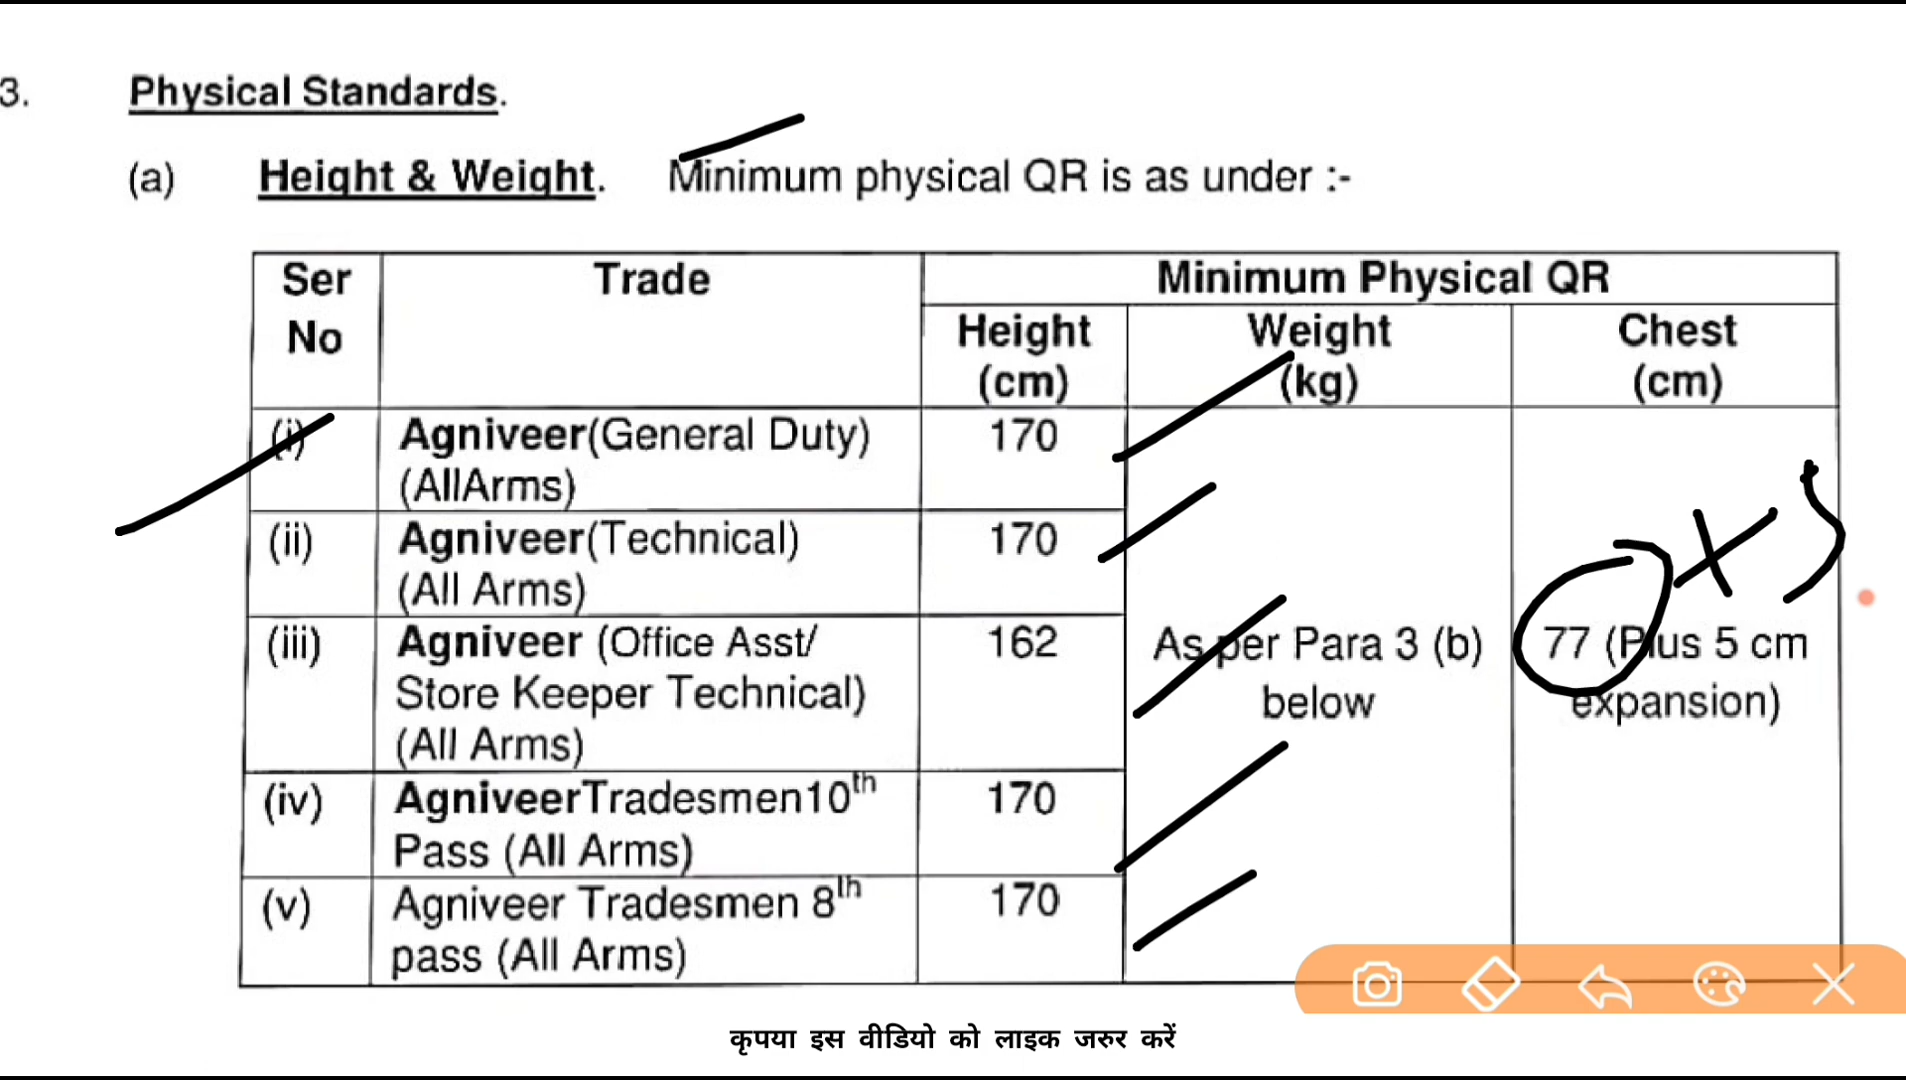 3. Physical Standards.
(a) Height & Weight. Minimum physical QR is as under :-
Ser No Trade Minimum Physical QR
Height (cm) Weight (kg) Chest (cm)
(i) Agniveer(General Duty) 170
(AllArms)
(ii) Agniveer(Technical) 170
(All Arms)
(iii) Agniveer (Office Asst/ 162 As per Para 3 (b) 77 (Plus 5 cm
Store Keeper Technical) below expansion)
(All Arms)
(iv) AgniveerTradesmen10th 170
Pass (All Arms)
(v) Agniveer Tradesmen 8th 170
pass (All Arms)
कृपया इस वीडियो को लाइक जरुर करें